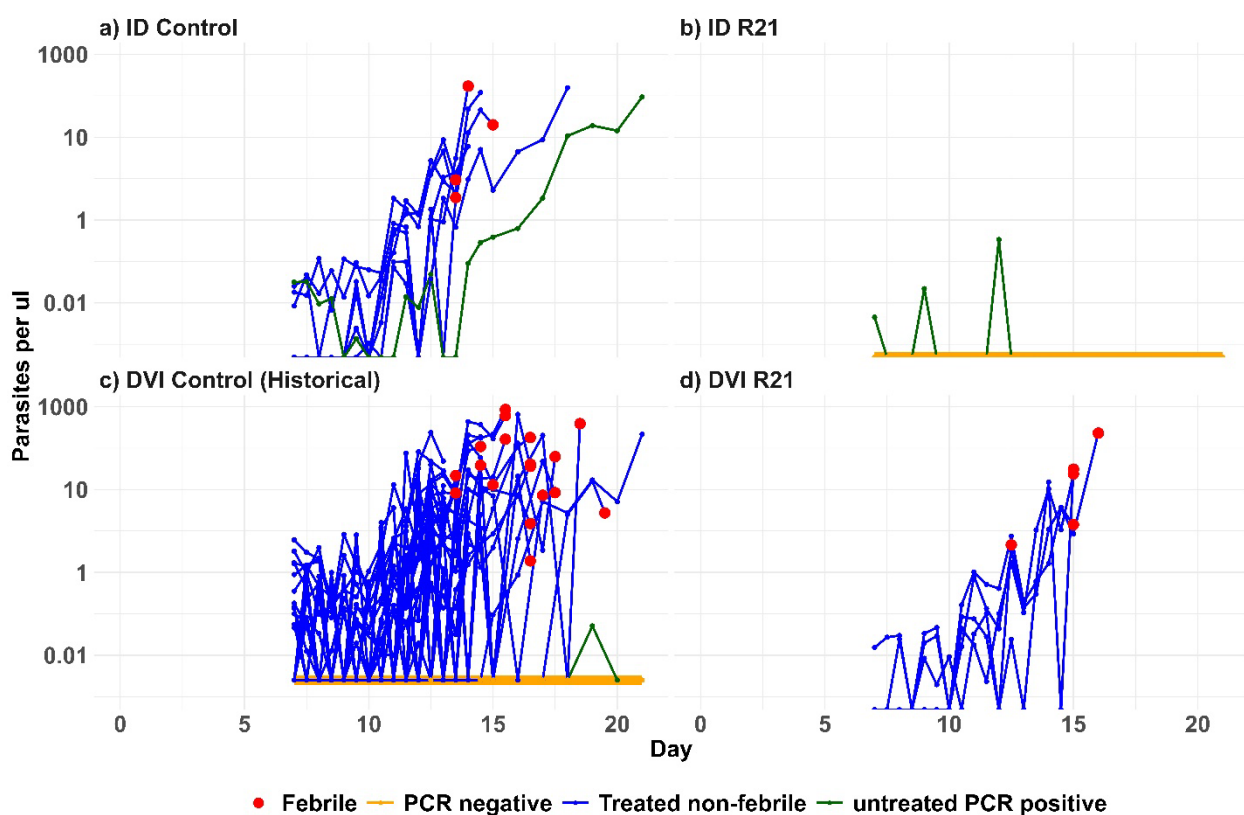 a) ID Control
b) ID R21
1000
10
1
0.01
c) DVI Control (Historical)
d) DVI R21
1000
10
1
0.01
Parasites per ul
0 5 10 15 20 0 5 10 15 20
Day
Febrile PCR negative Treated non-febrile untreated PCR positive